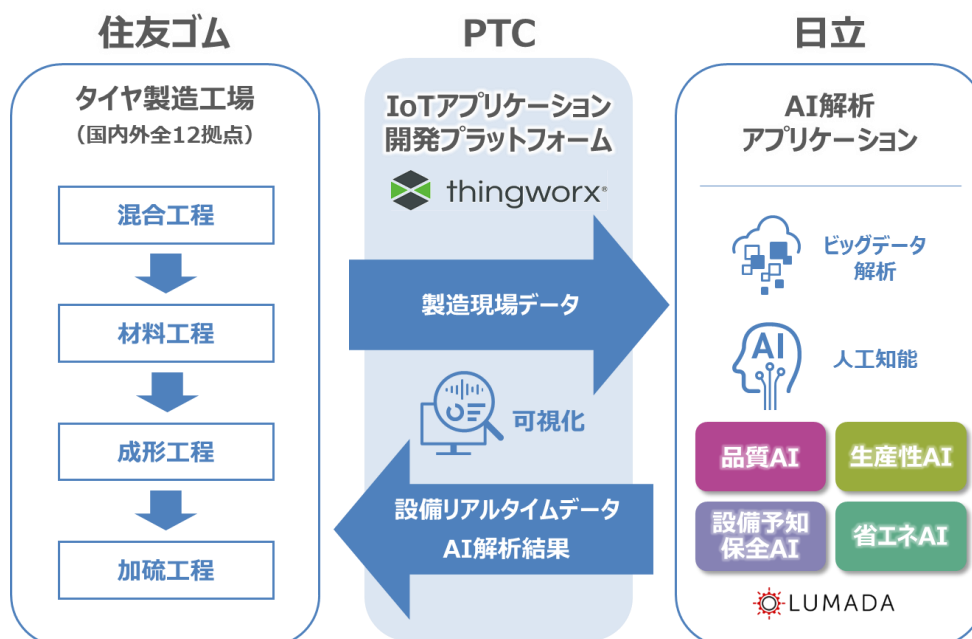 住友ゴム
タイヤ製造工場
（国内外全12拠点）
混合工程
材料工程
成形工程
加硫工程
PTC
IoTアプリケーション
開発プラットフォーム
thingworx®
製造現場データ
可視化
設備リアルタイムデータ
AI解析結果
日立
AI解析
アプリケーション
ビッグデータ
解析
AI
人工知能
品質AI
生産性AI
設備予知
保全AI
省エネAI
LUMADA